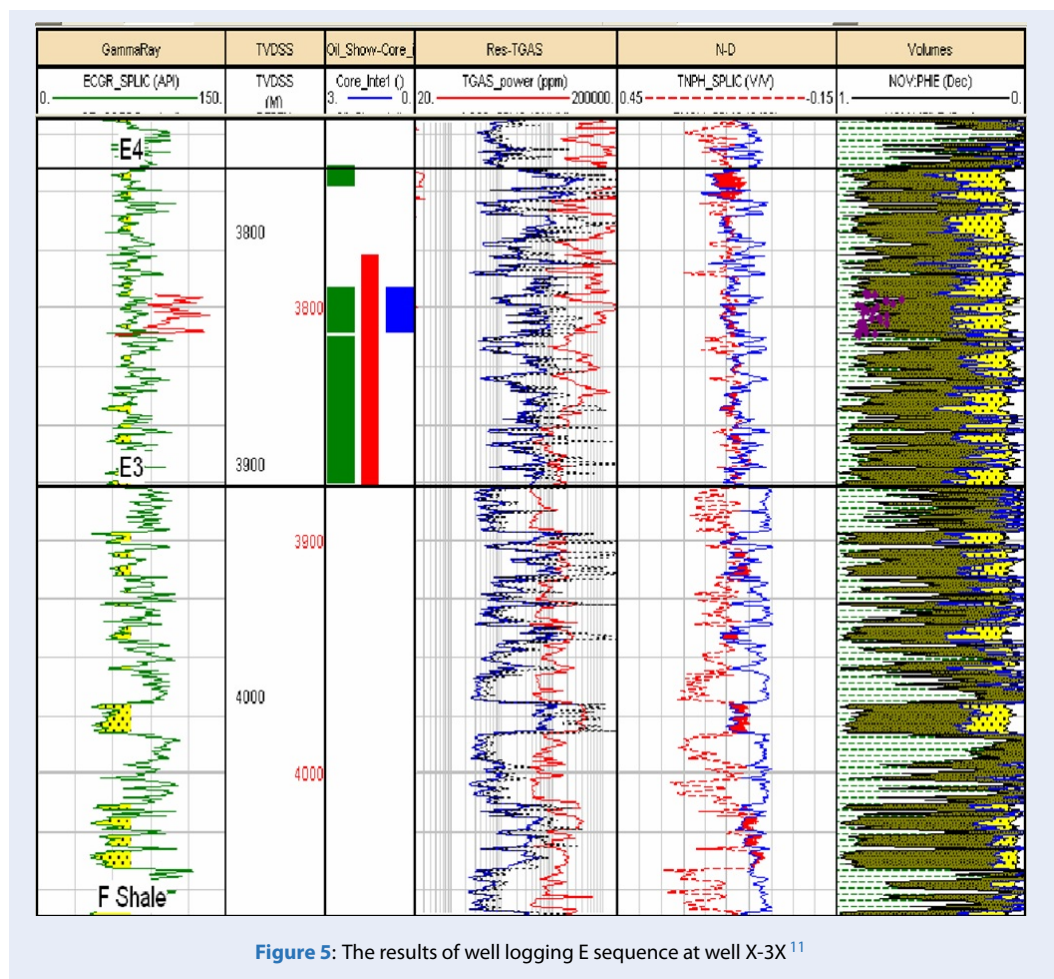 GammaRay TVDSS Oil_Show-Core_i Res-TGAS N-D Volumes
ECGR_SPLIC (API) TVDSS Core_Inte1 () TGAS_power (ppm) TNPH_SPLIC (V/V) NOV:PHIE (Dec)
0. 150. (M) 3. 0. 20. 200000. 0.45 -0.15 1. 0.
E4
3800
3800
E3
3900
3900
4000
4000
F Shale
Figure 5: The results of well logging E sequence at well X-3X 11